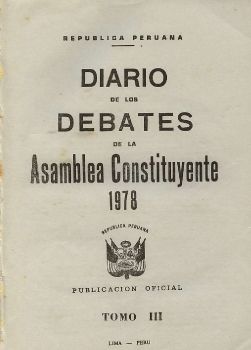 REPUBLICA PERUANA
DIARIO
DE LOS
DEBATES
DE LA
Asamblea Constituyente
1978
REPUBLICA PERUANA
PUBLICACION OFICIAL
TOMO III
LIMA — PERU